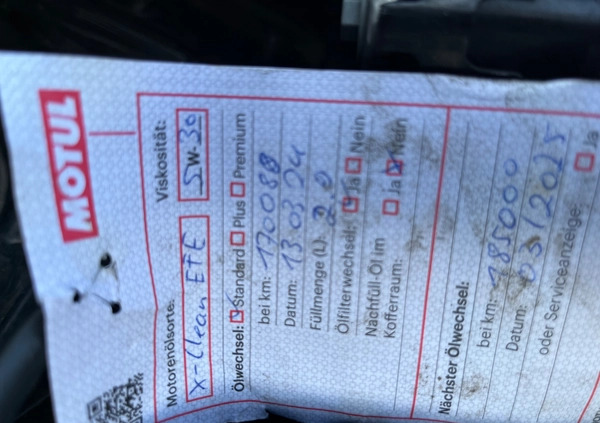 MOTUL
Motorenölsorte: Viskosität:
X-Clean EFE 5W-30
Ölwechsel: Standard Plus Premium
bei km: 170080
Datum: 13.03.24
Füllmenge (L):
Ölfilterwechsel: Ja Nein
Nachfüll-Öl im
Kofferraum: Ja Nein
Nächster Ölwechsel:
bei km: 185000
Datum: 03/2025
oder Serviceanzeige: Ja